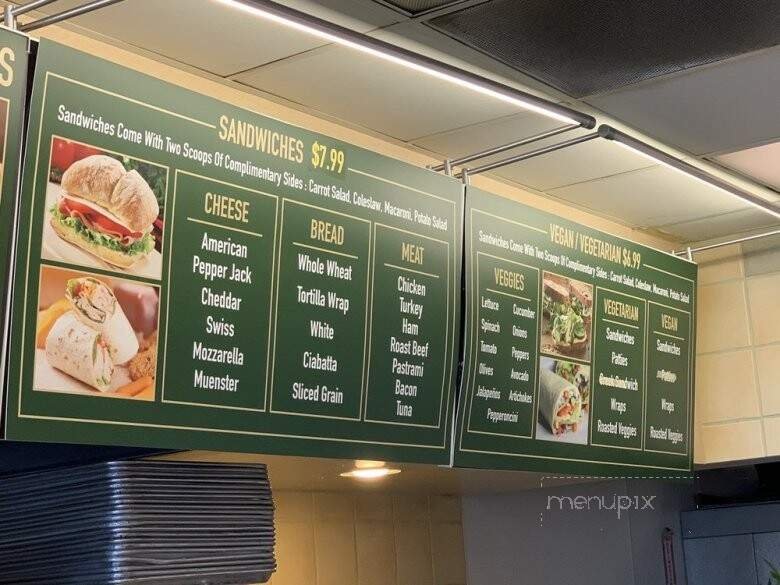 S
SANDWICHES $7.99
Sandwiches Come With Two Scoops Of Complimentary Sides : Carrot Salad, Coleslaw, Macaroni, Potato Salad
CHEESE
American
Pepper Jack
Cheddar
Swiss
Mozzarella
Muenster
BREAD
Whole Wheat
Tortilla Wrap
White
Ciabatta
Sliced Grain
MEAT
Chicken
Turkey
Ham
Roast Beef
Pastrami
Bacon
Tuna
VEGAN / VEGETARIAN $6.99
Sandwiches Come With Two Scoops Of Complimentary Sides : Carrot Salad, Coleslaw, Macaroni, Potato Salad
VEGGIES
Lettuce Cucumber
Spinach Onions
Tomato Peppers
Olives Avocado
Jalapeños Artichokes
Pepperoncini
VEGETARIAN
Sandwiches
Patties
Sandwich
Wraps
Roasted Veggies
VEGAN
Sandwiches
Patties
Wraps
Roasted Veggies
menupix